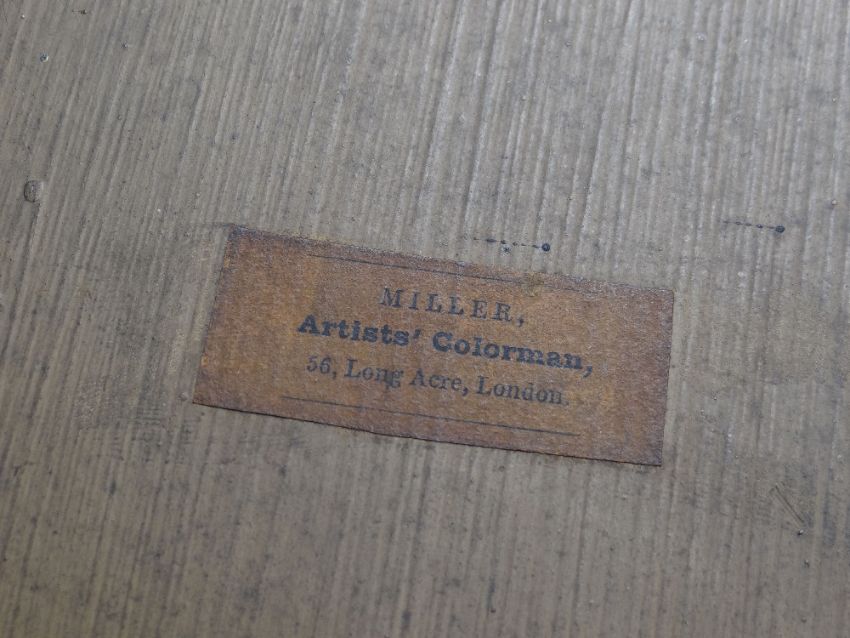 MILLER,
Artists' Colorman,
56, Long Acre, London.